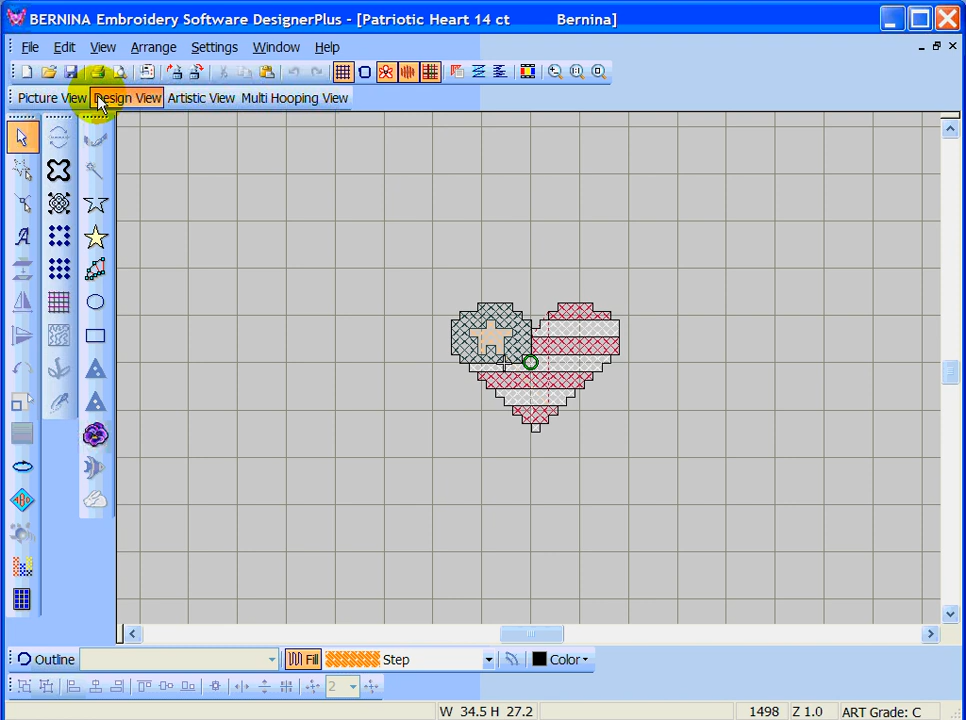 BERNINA Embroidery Software DesignerPlus - [Patriotic Heart 14 ct Bernina]
File Edit View Arrange Settings Window Help
Picture View Design View Artistic View Multi Hooping View
A
Outline Fill Step Color
2
W 34.5 H 27.2 1498 Z 1.0 ART Grade: C